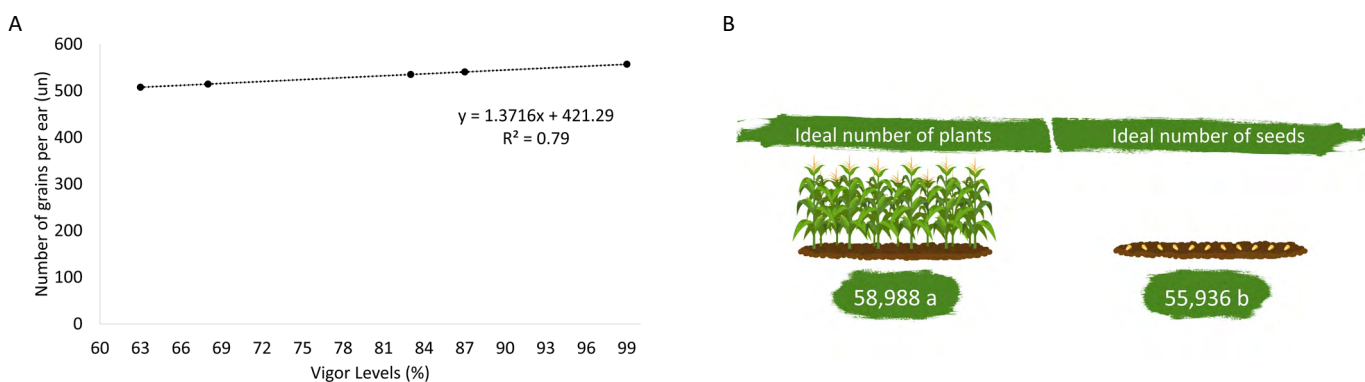 A
Number of grains per ear (un)
600
500
400
300
200
100
0
y = 1.3716x + 421.29
R² = 0.79
60 63 66 69 72 75 78 81 84 87 90 93 96 99
Vigor Levels (%)
B
Ideal number of plants
Ideal number of seeds
58,988 a
55,936 b